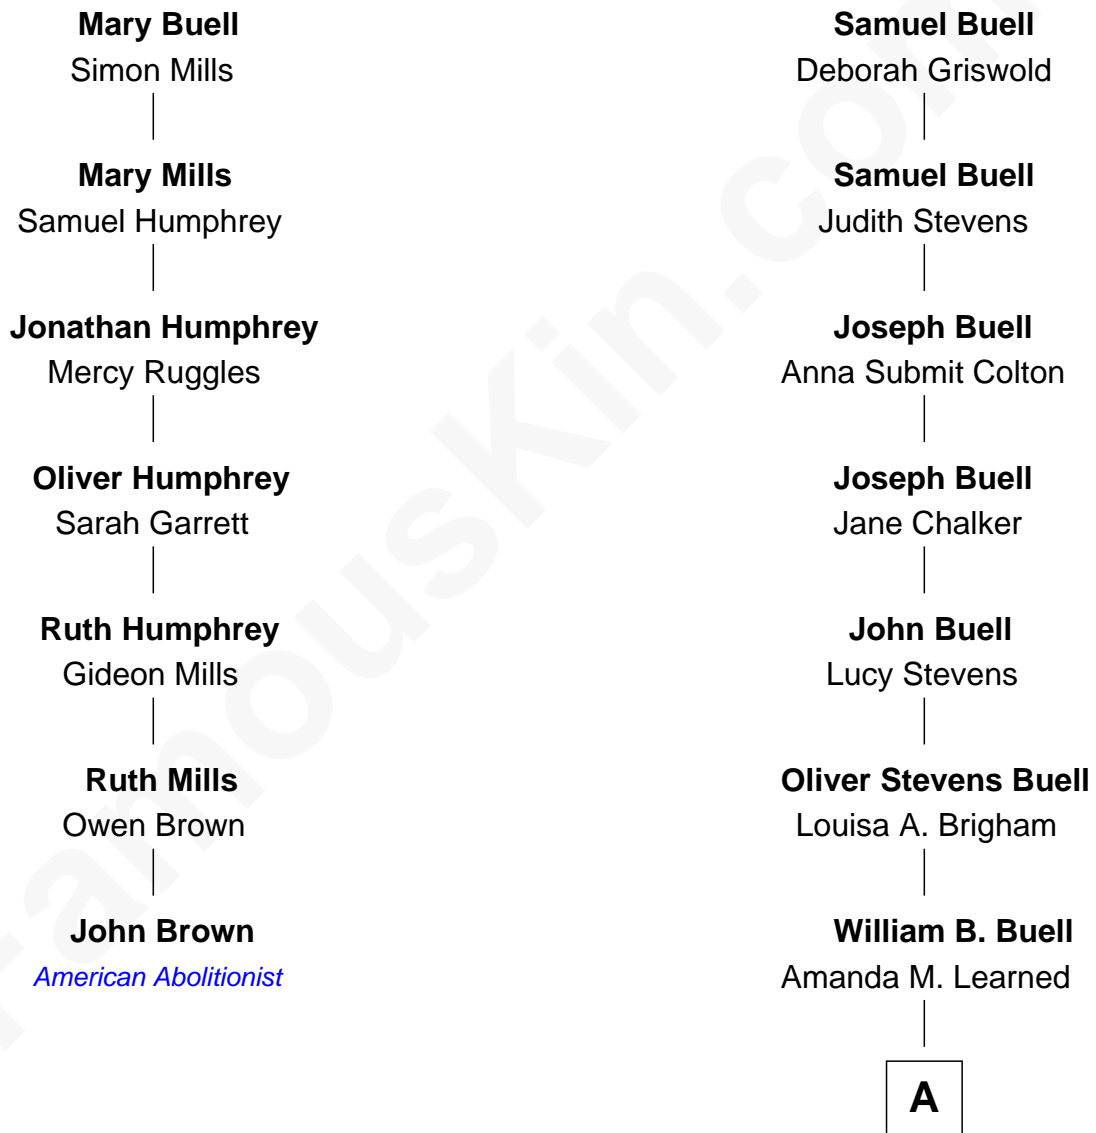 Mary Buell
Simon Mills
Mary Mills
Samuel Humphrey
Jonathan Humphrey
Mercy Ruggles
Oliver Humphrey
Sarah Garrett
Ruth Humphrey
Gideon Mills
Ruth Mills
Owen Brown
John Brown
American Abolitionist
Samuel Buell
Deborah Griswold
Samuel Buell
Judith Stevens
Joseph Buell
Anna Submit Colton
Joseph Buell
Jane Chalker
John Buell
Lucy Stevens
Oliver Stevens Buell
Louisa A. Brigham
William B. Buell
Amanda M. Learned
A
FamousKin.com